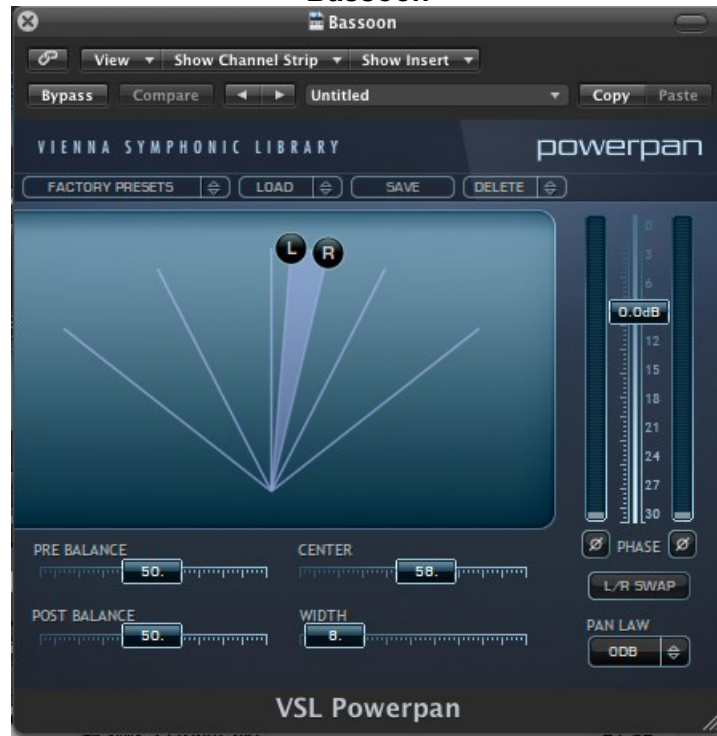 Bassoon
Bassoon
View Show Channel Strip Show Insert
Bypass Compare Untitled Copy Paste
VIENNA SYMPHONIC LIBRARY powerpan
FACTORY PRESETS LOAD SAVE DELETE
L R
0
3
6
0.0dB
12
15
18
21
24
27
30
Ø PHASE Ø
PRE BALANCE CENTER
50. 58.
L/R SWAP
POST BALANCE WIDTH
50. 8.
PAN LAW
0DB
VSL Powerpan